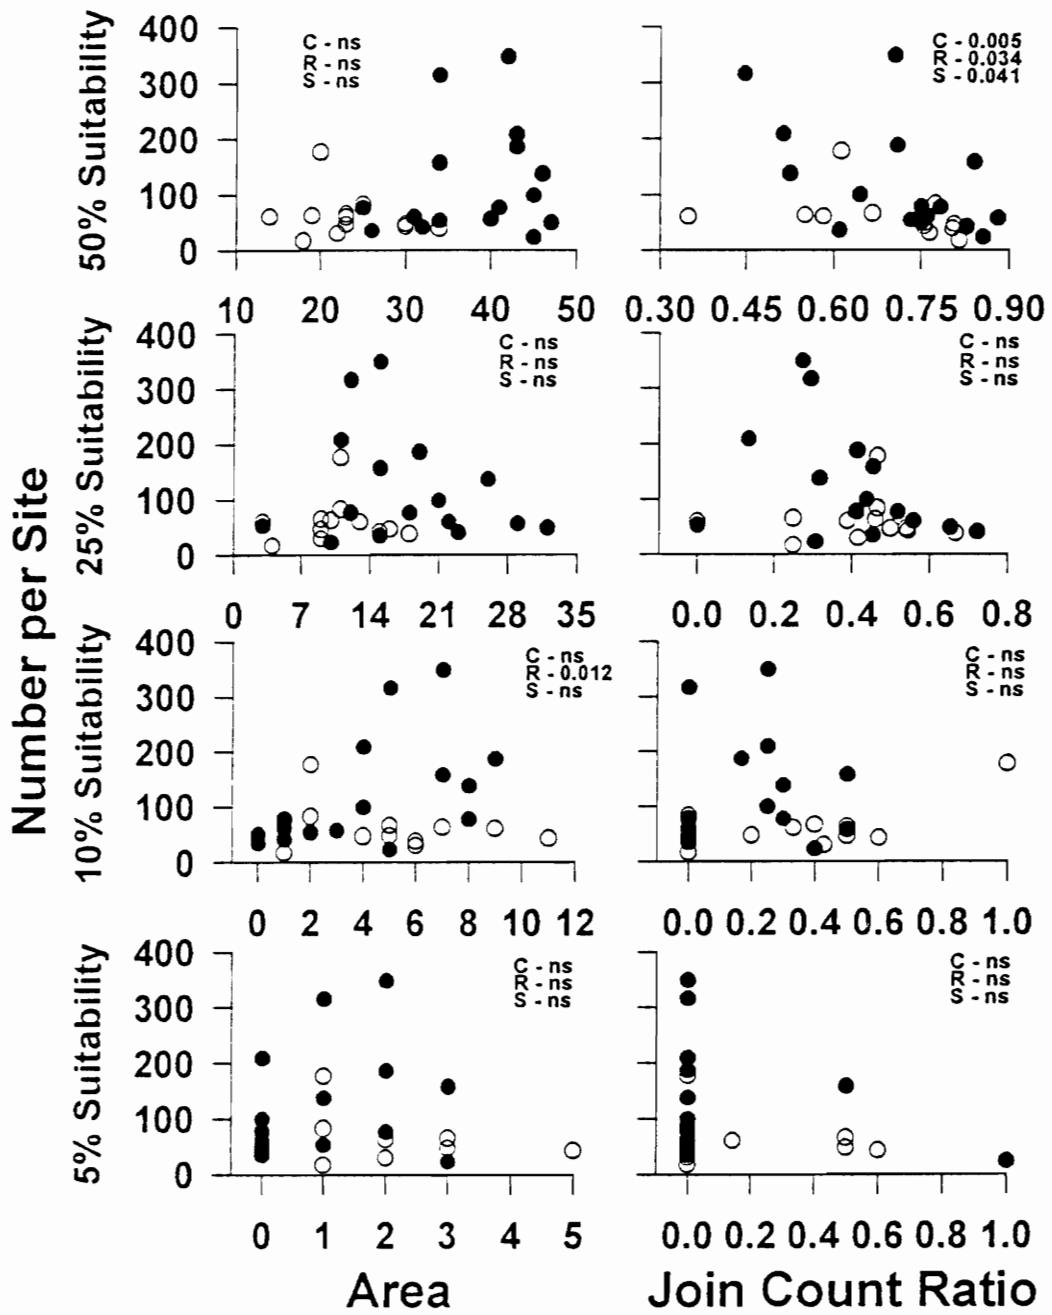 Number per Site
50% Suitability
400
300
200
100
0
C - ns
R - ns
S - ns
10 20 30 40 50
C - 0.005
R - 0.034
S - 0.041
0.30 0.45 0.60 0.75 0.90
25% Suitability
400
300
200
100
0
C - ns
R - ns
S - ns
0 7 14 21 28 35
C - ns
R - ns
S - ns
0.0 0.2 0.4 0.6 0.8
10% Suitability
400
300
200
100
0
C - ns
R - 0.012
S - ns
0 2 4 6 8 10 12
C - ns
R - ns
S - ns
0.0 0.2 0.4 0.6 0.8 1.0
5% Suitability
400
300
200
100
0
C - ns
R - ns
S - ns
0 1 2 3 4 5
C - ns
R - ns
S - ns
0.0 0.2 0.4 0.6 0.8 1.0
Area
Join Count Ratio